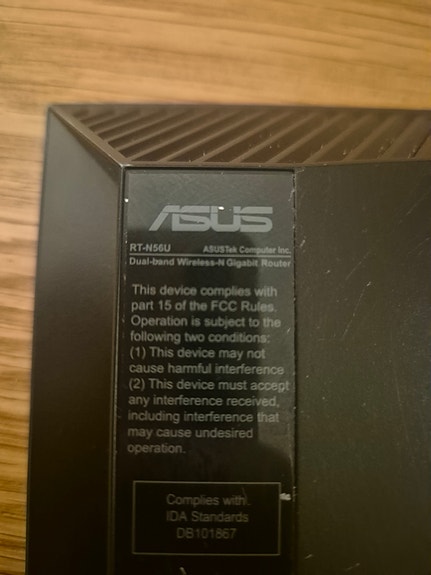 ASUS
RT-N56U ASUSTek Computer Inc.
Dual-band Wireless-N Gigabit Router
This device complies with
part 15 of the FCC Rules.
Operation is subject to the
following two conditions:
(1) This device may not
cause harmful interference
(2) This device must accept
any interference received,
including interference that
may cause undesired
operation.
Complies with
IDA Standards
DB101867